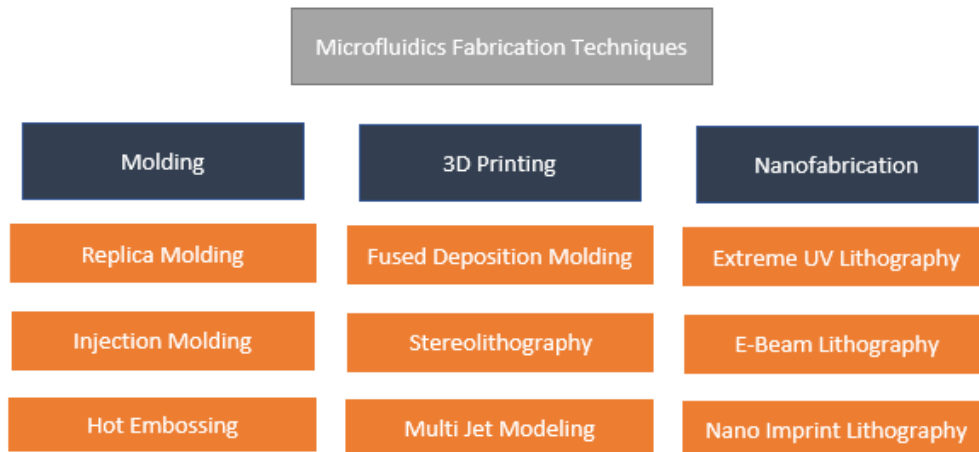 Microfluidics Fabrication Techniques
Molding
3D Printing
Nanofabrication
Replica Molding
Fused Deposition Molding
Extreme UV Lithography
Injection Molding
Stereolithography
E-Beam Lithography
Hot Embossing
Multi Jet Modeling
Nano Imprint Lithography